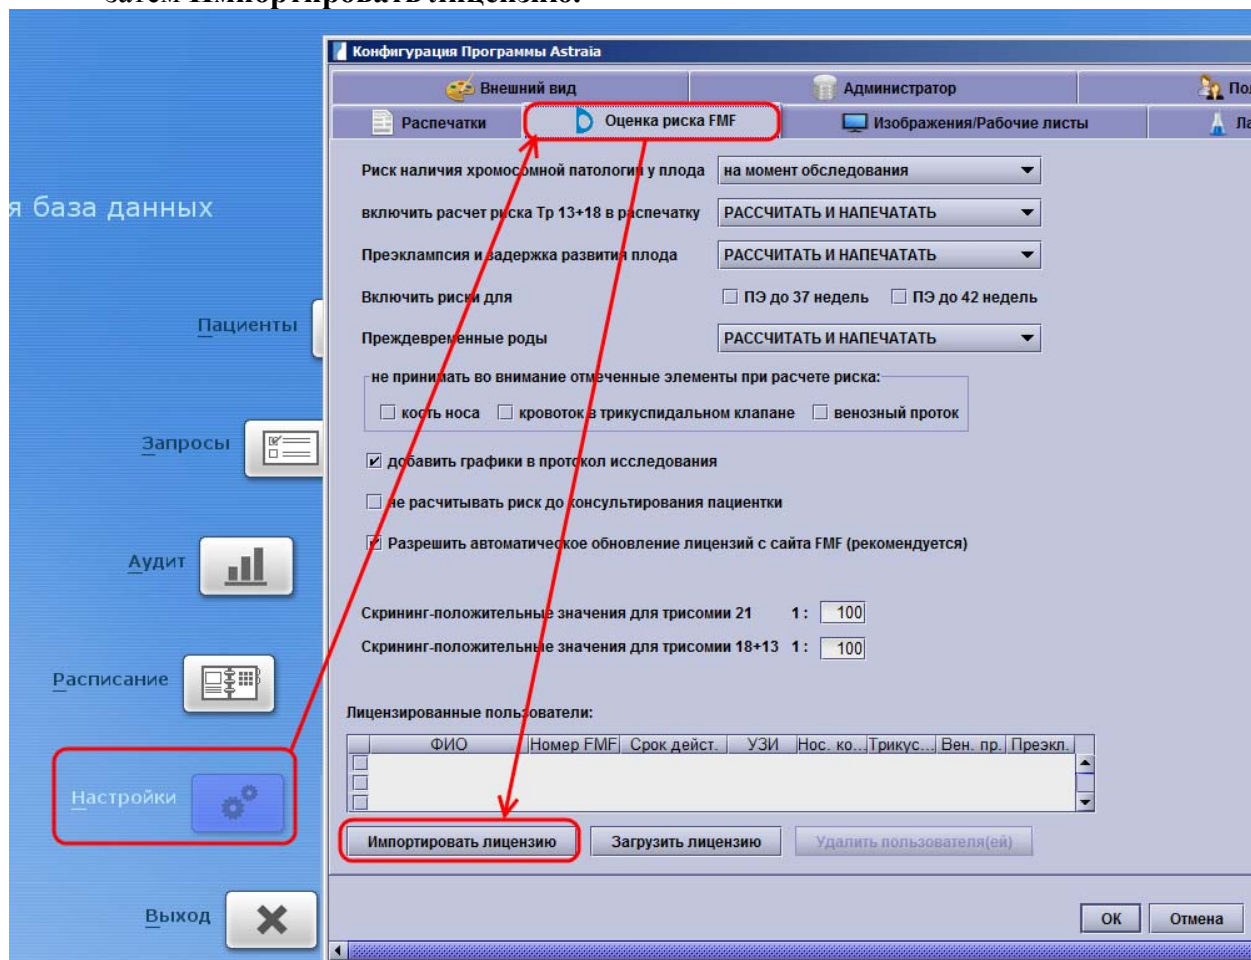 затем Импортировать лицензию.
Конфигурация Программы Astraia
Внешний вид Администратор
Распечатки Оценка риска FMF Изображения/Рабочие листы
Риск наличия хромосомной патологии у плода на момент обследования
я база данных
включить расчет риска Тр 13+18 в распечатку РАССЧИТАТЬ И НАПЕЧАТАТЬ
Преэклампсия и задержка развития плода РАССЧИТАТЬ И НАПЕЧАТАТЬ
Включить риски для ПЭ до 37 недель ПЭ до 42 недель
Пациенты
Преждевременные роды РАССЧИТАТЬ И НАПЕЧАТАТЬ
не принимать во внимание отмеченные элементы при расчете риска:
кость носа кровоток в трикуспидальном клапане венозный проток
Запросы
добавить графики в протокол исследования
не расчитывать риск до консультирования пациентки
Разрешить автоматическое обновление лицензий с сайта FMF (рекомендуется)
Аудит
Скрининг-положительные значения для трисомии 21 1 : 100
Скрининг-положительные значения для трисомии 18+13 1 : 100
Расписание
Лицензированные пользователи:
ФИО Номер FMF Срок дейст. УЗИ Нос. ко... Трикус... Вен. пр. Преэкл.
Настройки
Импортировать лицензию Загрузить лицензию Удалить пользователя(ей)
Выход
ОК Отмена